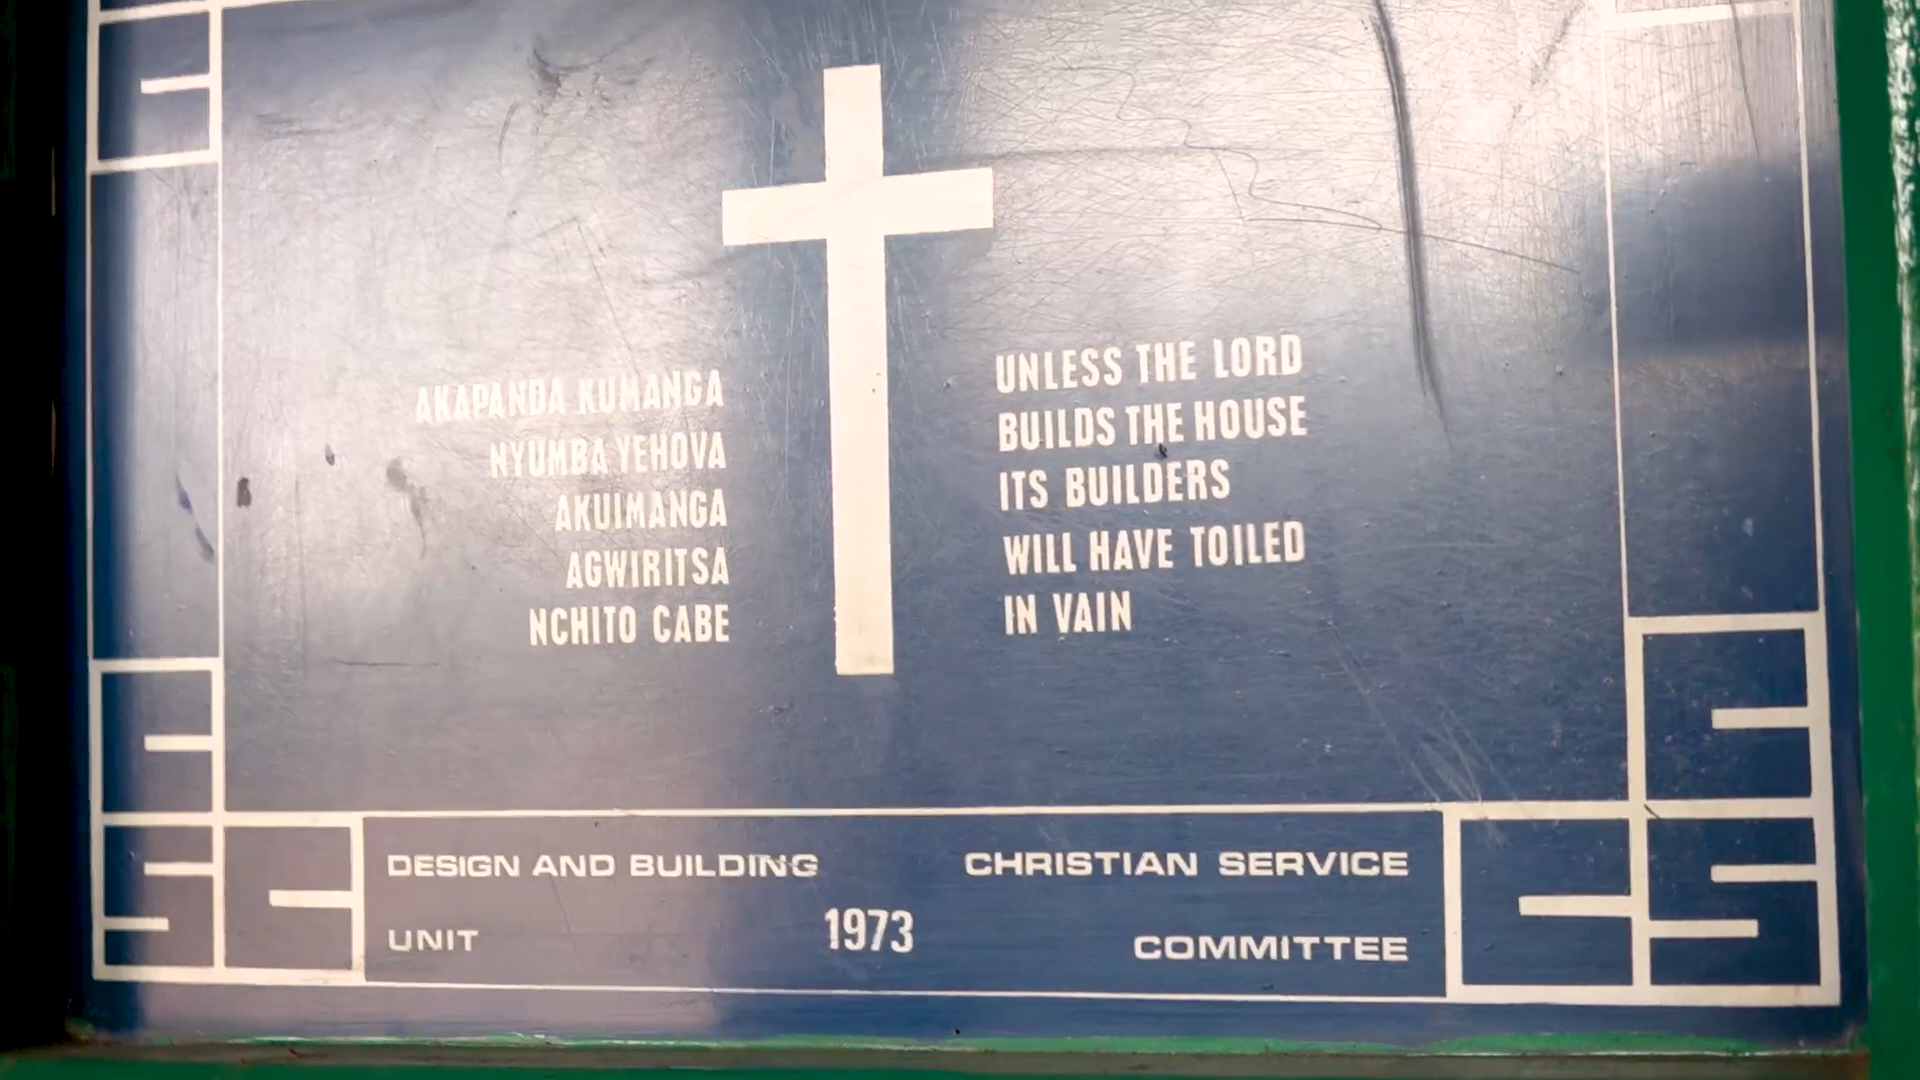 AKAPANDA KUMANGA
NYUMBA YEHOVA
AKUIMANGA
AGWIRITSA
NCHITO CABE
UNLESS THE LORD
BUILDS THE HOUSE
ITS BUILDERS
WILL HAVE TOILED
IN VAIN
DESIGN AND BUILDING
UNIT
1973
CHRISTIAN SERVICE
COMMITTEE